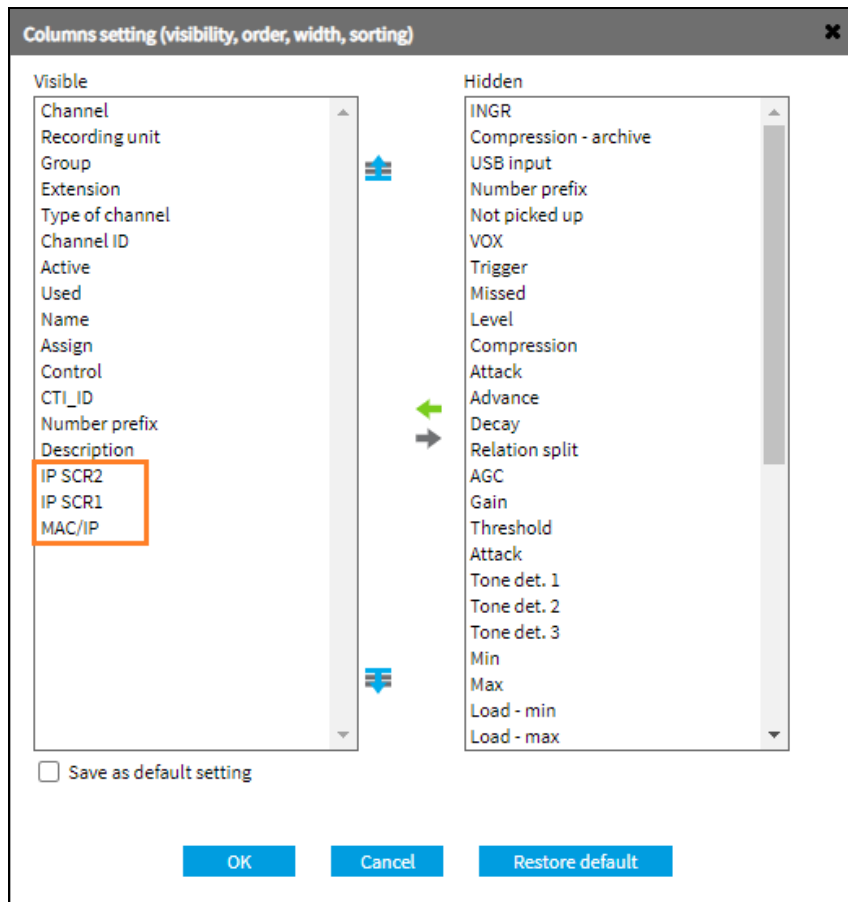 Columns setting (visibility, order, width, sorting)
Visible
Channel
Recording unit
Group
Extension
Type of channel
Channel ID
Active
Used
Name
Assign
Control
CTI_ID
Number prefix
Description
IP SCR2
IP SCR1
MAC/IP
Hidden
INGR
Compression - archive
USB input
Number prefix
Not picked up
VOX
Trigger
Missed
Level
Compression
Attack
Advance
Decay
Relation split
AGC
Gain
Threshold
Attack
Tone det. 1
Tone det. 2
Tone det. 3
Min
Max
Load - min
Load - max
Save as default setting
OK
Cancel
Restore default